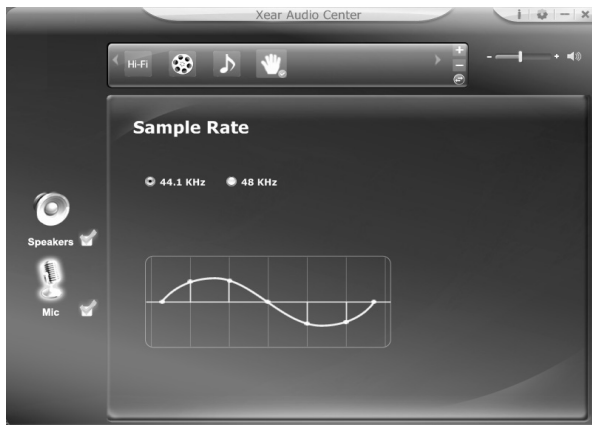 Xear Audio Center
Hi-Fi
Sample Rate
44.1 KHz 48 KHz
Speakers
Mic